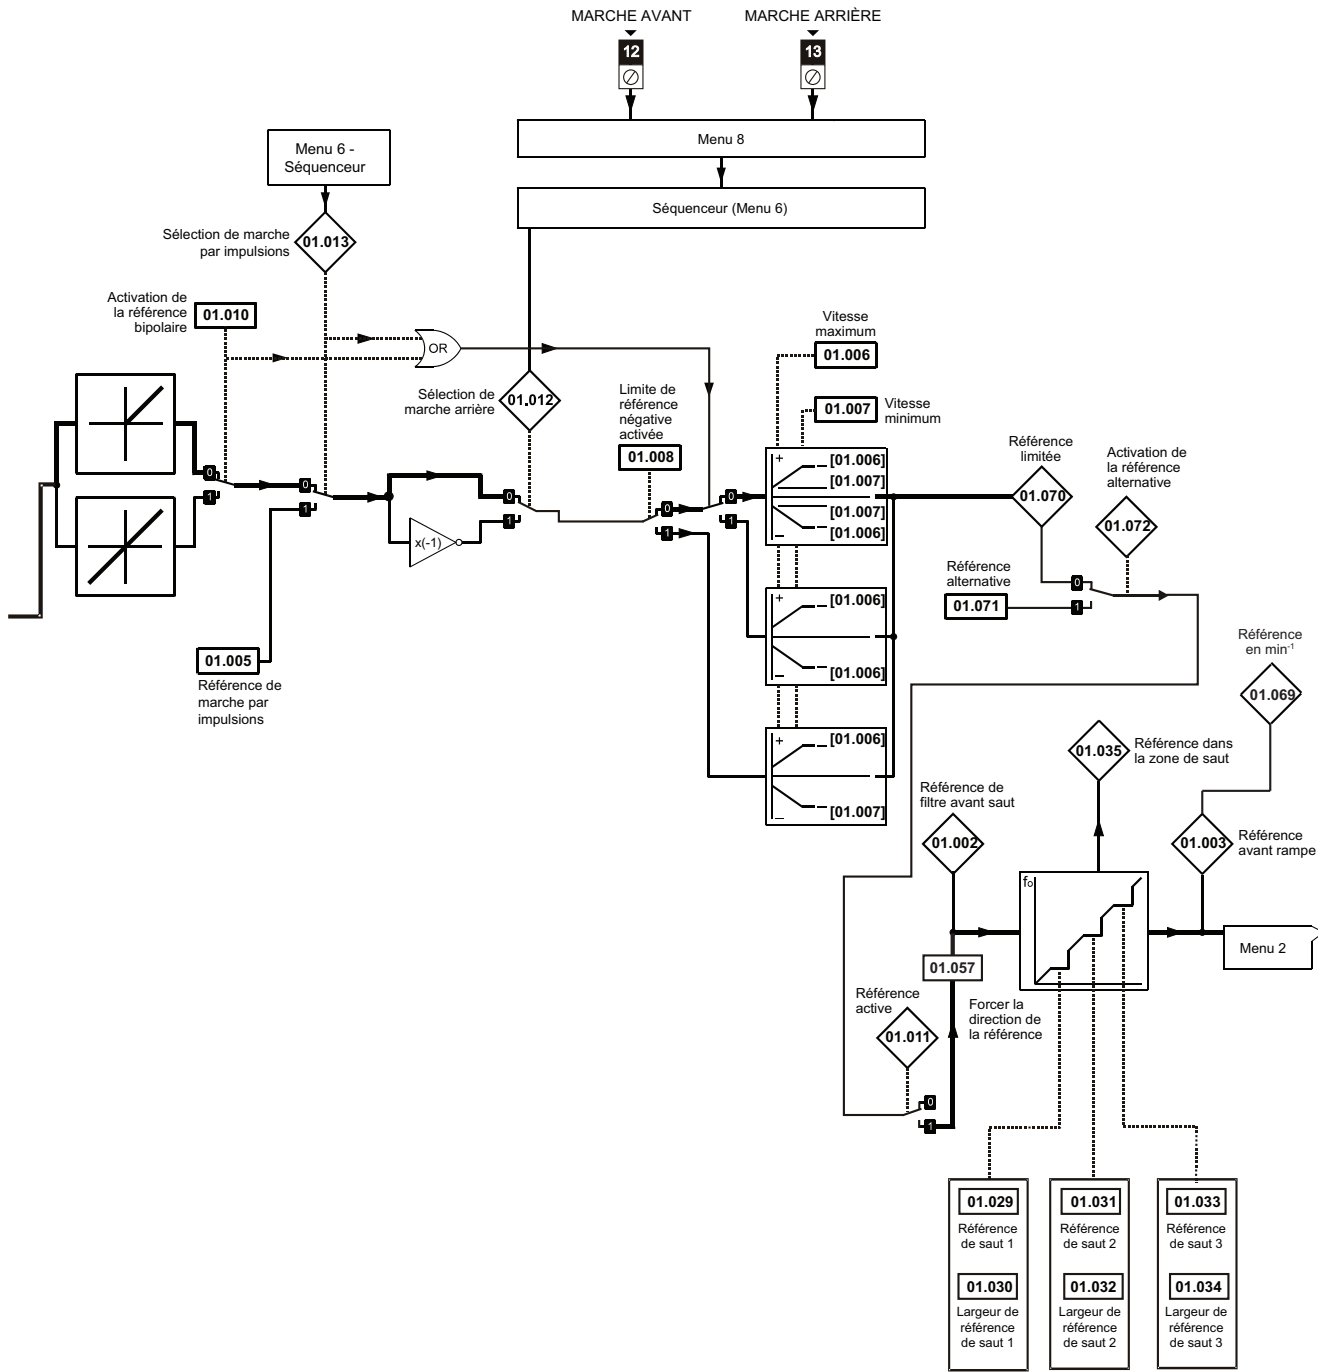 MARCHE AVANT
MARCHE ARRIÈRE
12
13
Menu 8
Menu 6 -
Séquenceur
Séquenceur (Menu 6)
Sélection de marche
par impulsions
01.013
Activation de
la référence
bipolaire
01.010
OR
Sélection de
marche arrière
01.012
Limite de
référence
négative
activée
01.008
Vitesse
maximum
01.006
01.007
Vitesse
minimum
0
1
0
1
x(-1)
0
1
0
1
0
1
+
[01.006]
[01.007]
[01.007]
[01.006]
–
+
[01.006]
[01.006]
–
+
[01.006]
[01.007]
–
Référence
limitée
01.070
Activation de
la référence
alternative
01.072
Référence
alternative
01.071
0
1
01.005
Référence de
marche par
impulsions
Référence
en min-1
01.069
01.035
Référence dans
la zone de saut
Référence de
filtre avant saut
01.002
01.003
Référence
avant rampe
fo
Menu 2
01.057
Forcer la
direction de
la référence
Référence
active
01.011
0
1
01.029
Référence
de saut 1
01.030
Largeur de
référence
de saut 1
01.031
Référence
de saut 2
01.032
Largeur de
référence
de saut 2
01.033
Référence
de saut 3
01.034
Largeur de
référence
de saut 3